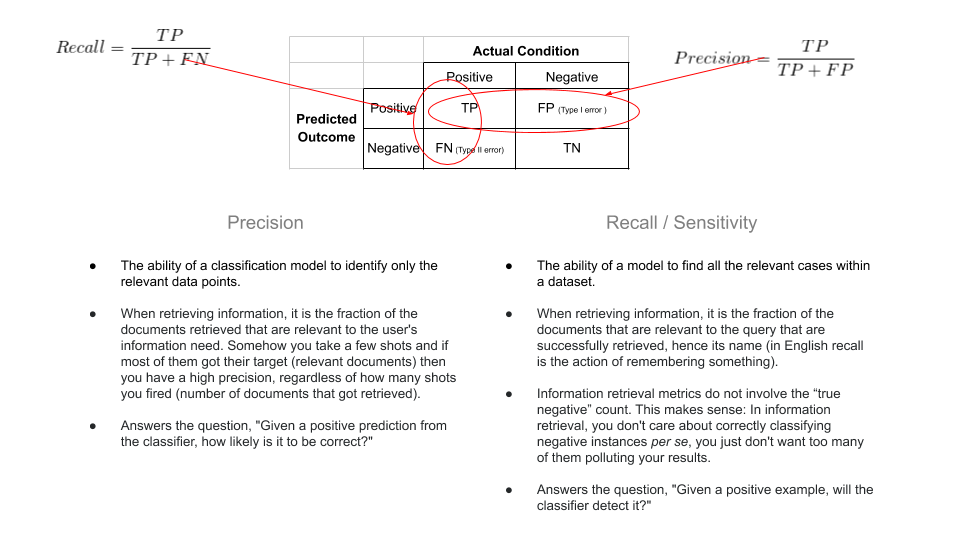 Recall = TP / TP + FN
Precision = TP / TP + FP
Actual Condition
Positive Negative
Predicted Outcome
Positive TP FP (Type I error )
Negative FN (Type II error) TN
Precision
● The ability of a classification model to identify only the
relevant data points.
● When retrieving information, it is the fraction of the
documents retrieved that are relevant to the user's
information need. Somehow you take a few shots and if
most of them got their target (relevant documents) then
you have a high precision, regardless of how many shots
you fired (number of documents that got retrieved).
● Answers the question, "Given a positive prediction from
the classifier, how likely is it to be correct?"
Recall / Sensitivity
● The ability of a model to find all the relevant cases within
a dataset.
● When retrieving information, it is the fraction of the
documents that are relevant to the query that are
successfully retrieved, hence its name (in English recall
is the action of remembering something).
● Information retrieval metrics do not involve the “true
negative” count. This makes sense: In information
retrieval, you don't care about correctly classifying
negative instances per se, you just don't want too many
of them polluting your results.
● Answers the question, "Given a positive example, will the
classifier detect it?"